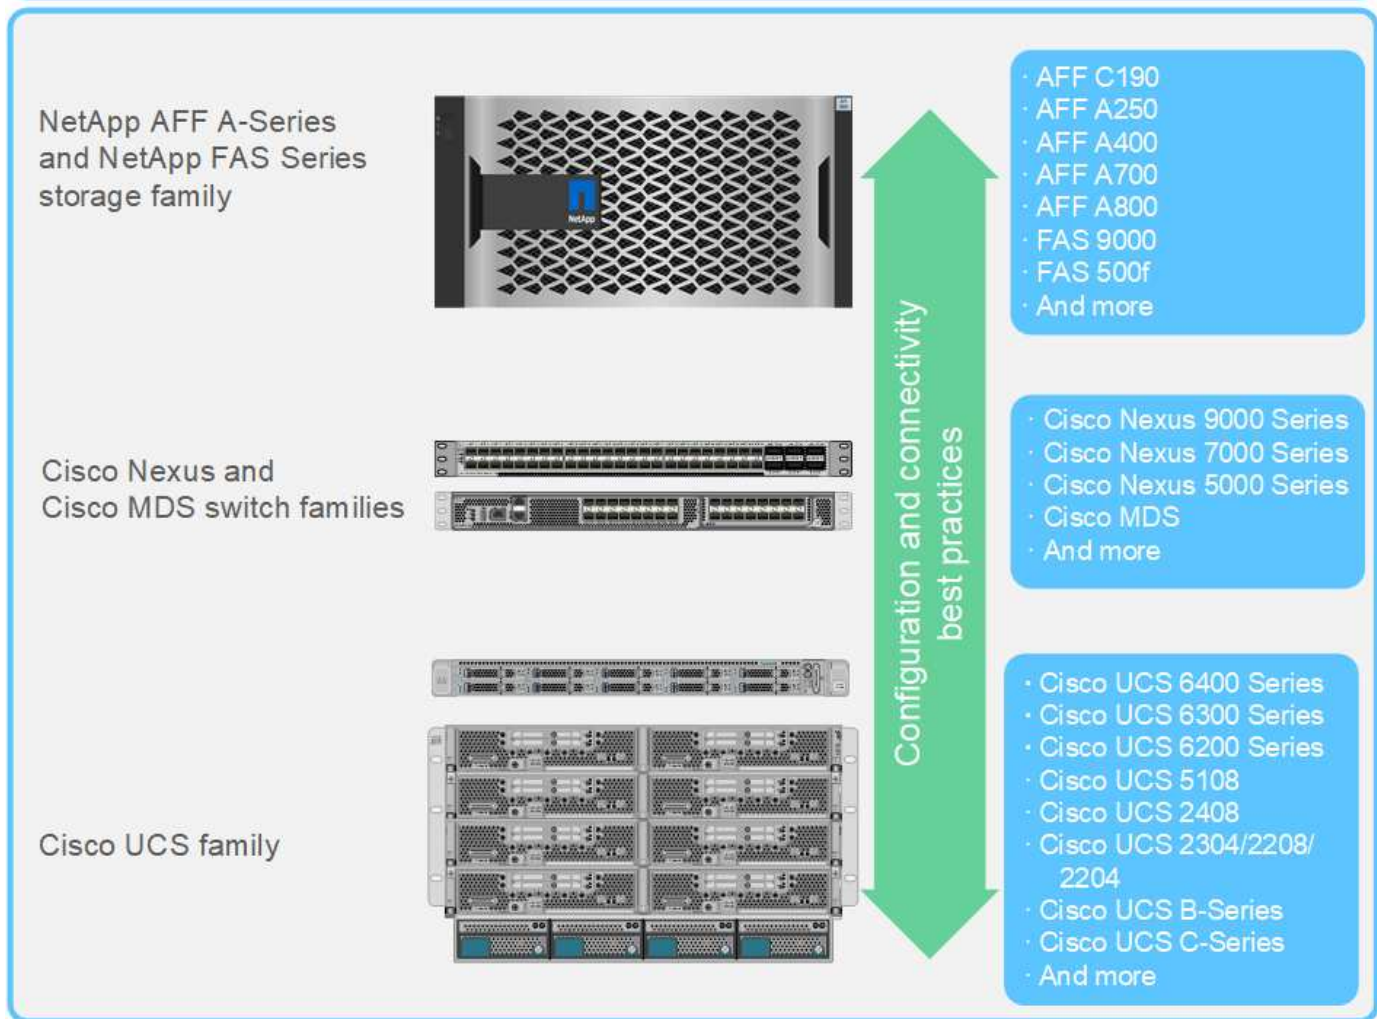 NetApp AFF A-Series
and NetApp FAS Series
storage family
NetApp
· AFF C190
· AFF A250
· AFF A400
· AFF A700
· AFF A800
· FAS 9000
· FAS 500f
· And more
Configuration and connectivity
best practices
Cisco Nexus and
Cisco MDS switch families
· Cisco Nexus 9000 Series
· Cisco Nexus 7000 Series
· Cisco Nexus 5000 Series
· Cisco MDS
· And more
Cisco UCS family
· Cisco UCS 6400 Series
· Cisco UCS 6300 Series
· Cisco UCS 6200 Series
· Cisco UCS 5108
· Cisco UCS 2408
· Cisco UCS 2304/2208/
2204
· Cisco UCS B-Series
· Cisco UCS C-Series
· And more